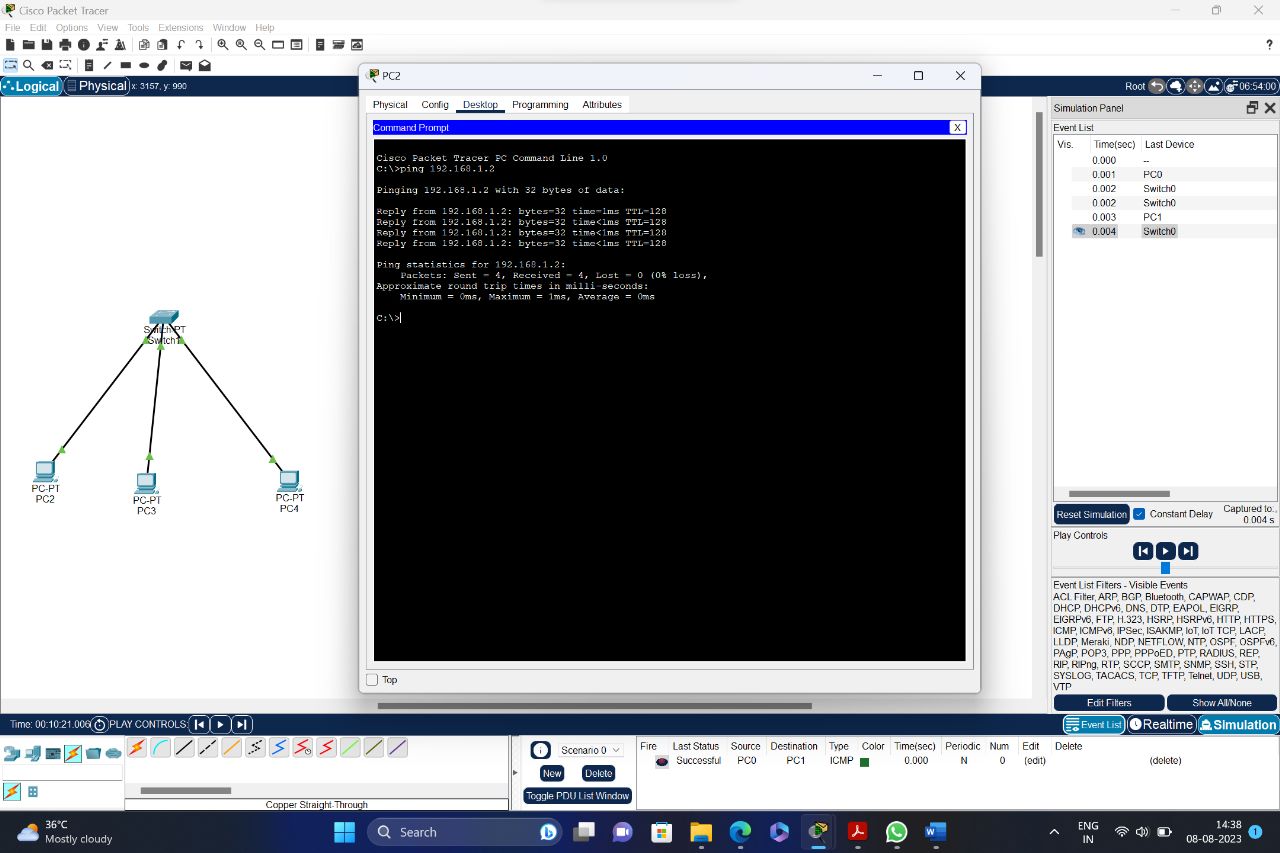 Cisco Packet Tracer
File Edit Options View Tools Extensions Window Help
?
Logical Physical x: 3157, y: 990
Root 06:54:00
PC2
Physical Config Desktop Programming Attributes
Command Prompt X
Cisco Packet Tracer PC Command Line 1.0
C:\>ping 192.168.1.2
Pinging 192.168.1.2 with 32 bytes of data:
Reply from 192.168.1.2: bytes=32 time=1ms TTL=128
Reply from 192.168.1.2: bytes=32 time<1ms TTL=128
Reply from 192.168.1.2: bytes=32 time<1ms TTL=128
Reply from 192.168.1.2: bytes=32 time<1ms TTL=128
Ping statistics for 192.168.1.2:
Packets: Sent = 4, Received = 4, Lost = 0 (0% loss),
Approximate round trip times in milli-seconds:
Minimum = 0ms, Maximum = 1ms, Average = 0ms
C:\>
Top
Switch-PT
Switch1
PC-PT
PC2
PC-PT
PC3
PC-PT
PC4
Simulation Panel
Event List
Vis. Time(sec) Last Device
0.000 --
0.001 PC0
0.002 Switch0
0.002 Switch0
0.003 PC1
0.004 Switch0
Reset Simulation Constant Delay Captured to:,
0.004 s
Play Controls
Event List Filters - Visible Events
ACL Filter, ARP, BGP, Bluetooth, CAPWAP, CDP,
DHCP, DHCPv6, DNS, DTP, EAPOL, EIGRP,
EIGRPv6, FTP, H.323, HSRP, HSRPv6, HTTP, HTTPS,
ICMP, ICMPv6, IPSec, ISAKMP, IoT, IoT TCP, LACP,
LLDP, Meraki, NDP, NETFLOW, NTP, OSPF, OSPFv6,
PAgP, POP3, PPP, PPPoED, PTP, RADIUS, REP,
RIP, RIPng, RTP, SCCP, SMTP, SNMP, SSH, STP,
SYSLOG, TACACS, TCP, TFTP, Telnet, UDP, USB,
VTP
Edit Filters Show All/None
Time: 00:10:21.006 PLAY CONTROLS:
Event List Realtime Simulation
Copper Straight-Through
Scenario 0
New Delete
Toggle PDU List Window
Fire Last Status Source Destination Type Color Time(sec) Periodic Num Edit Delete
Successful PC0 PC1 ICMP 0.000 N 0 (edit) (delete)
36°C
Mostly cloudy
Search
ENG
IN
14:38
08-08-2023
1